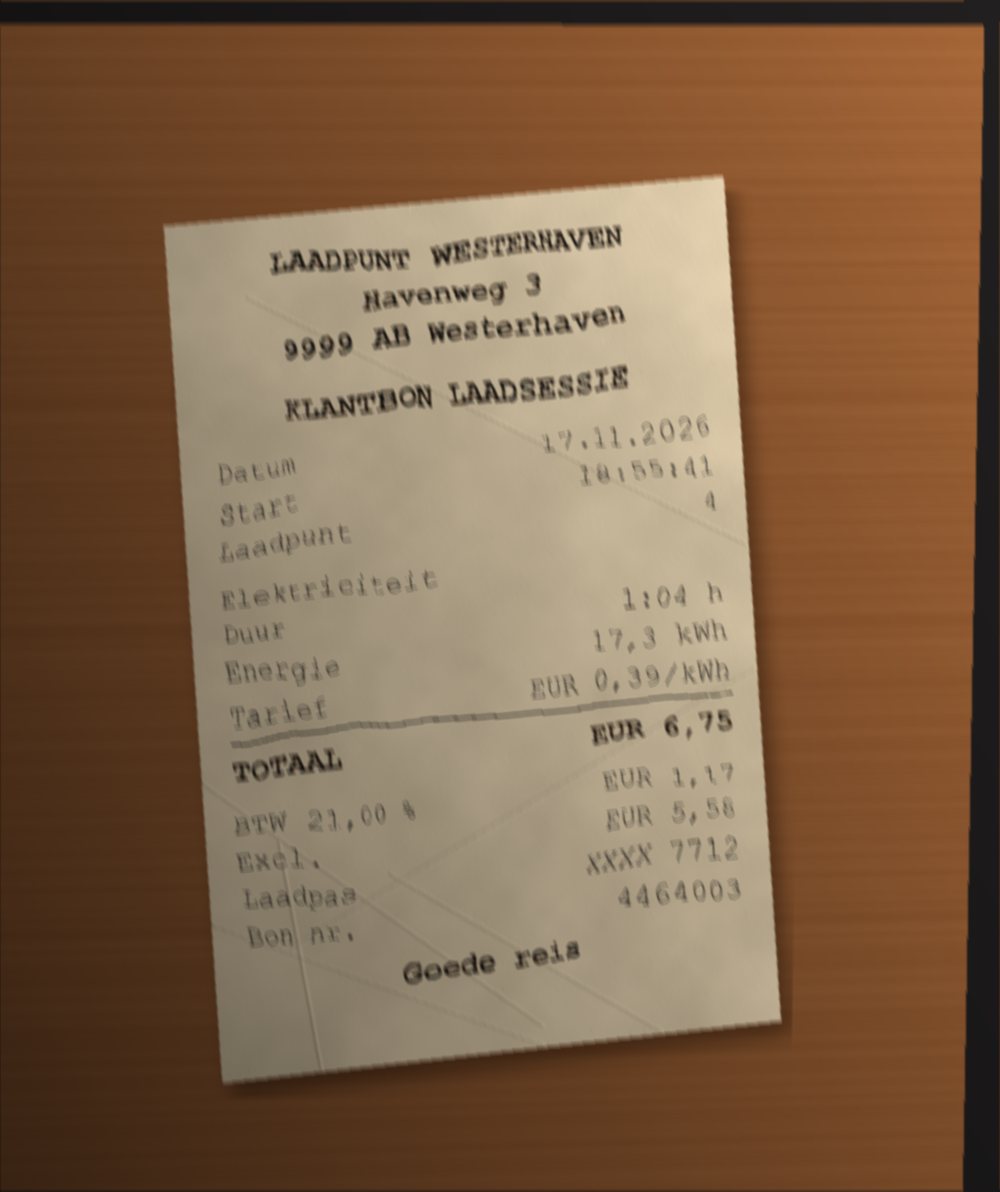 LAADPUNT WESTERHAVEN
Havenweg 3
9999 AB Westerhaven
KLANTBON LAADSESSIE
Datum 17.11.2026
Start 18:55:41
Laadpunt 4
Elektriciteit
Duur 1:04 h
Energie 17,3 kWh
Tarief EUR 0,39/kWh
TOTAAL EUR 6,75
BTW 21,00 % EUR 1,17
Excl. EUR 5,58
Laadpas XXXX 7712
Bon nr. 4464003
Goede reis